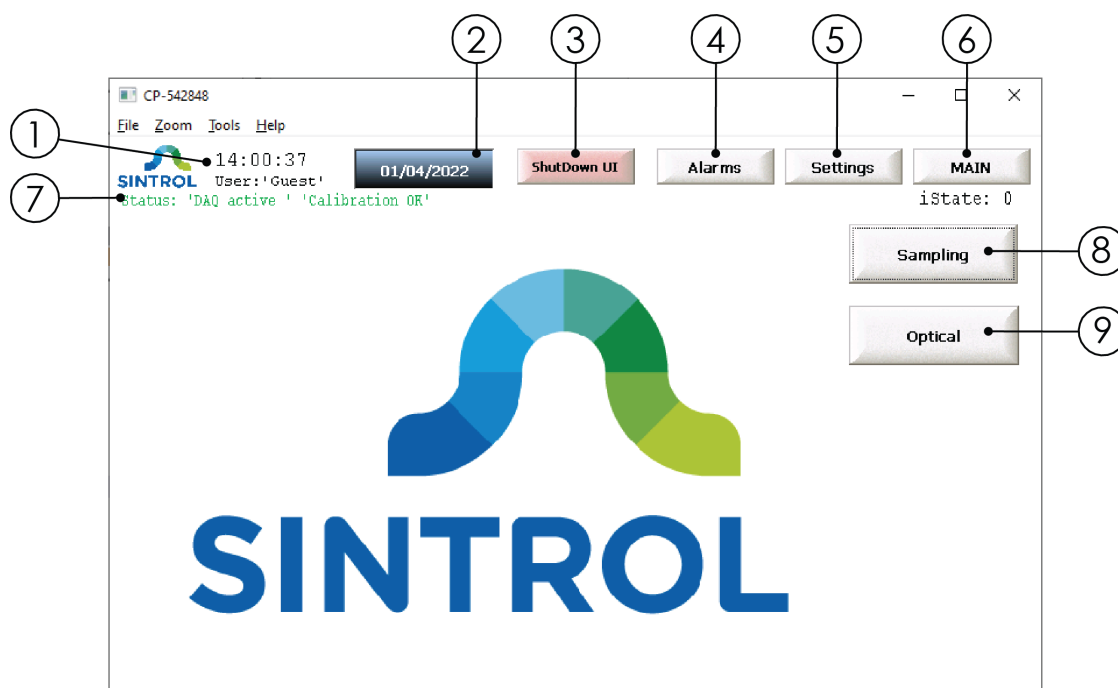 2 3 4 5 6
CP-542848
File Zoom Tools Help
1 14:00:37
SINTROL User:'Guest'
01/04/2022 ShutDown UI Alarms Settings MAIN
7 Status: 'DAQ active ' 'Calibration OK' iState: 0
Sampling 8
Optical 9
SINTROL